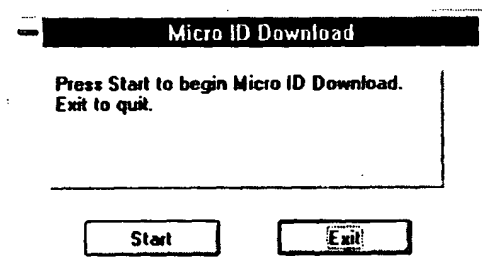 Micro ID Download
Press Start to begin Micro ID Download.
Exit to quit.
Start
Exit